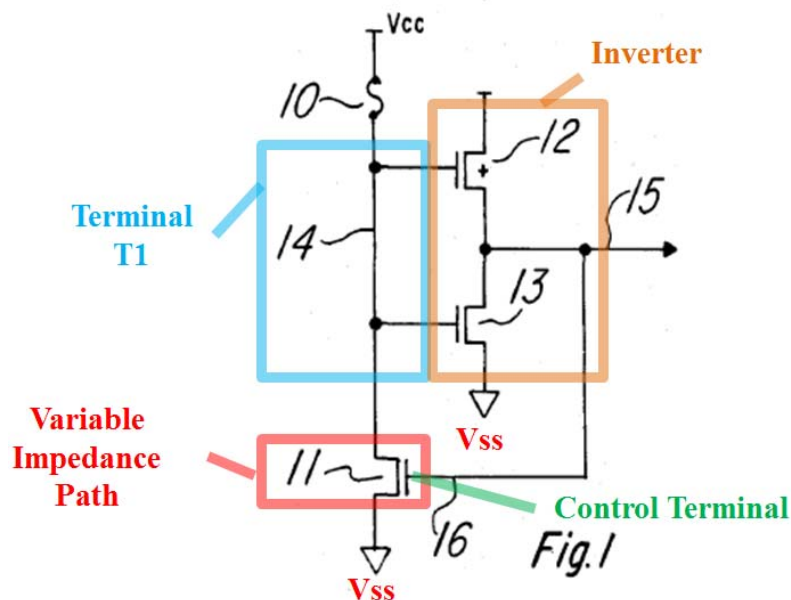 Vcc
Inverter
10
12
Terminal
T1
14
15
13
Variable
Impedance
Path
Vss
11
Control Terminal
16
Fig.1
Vss